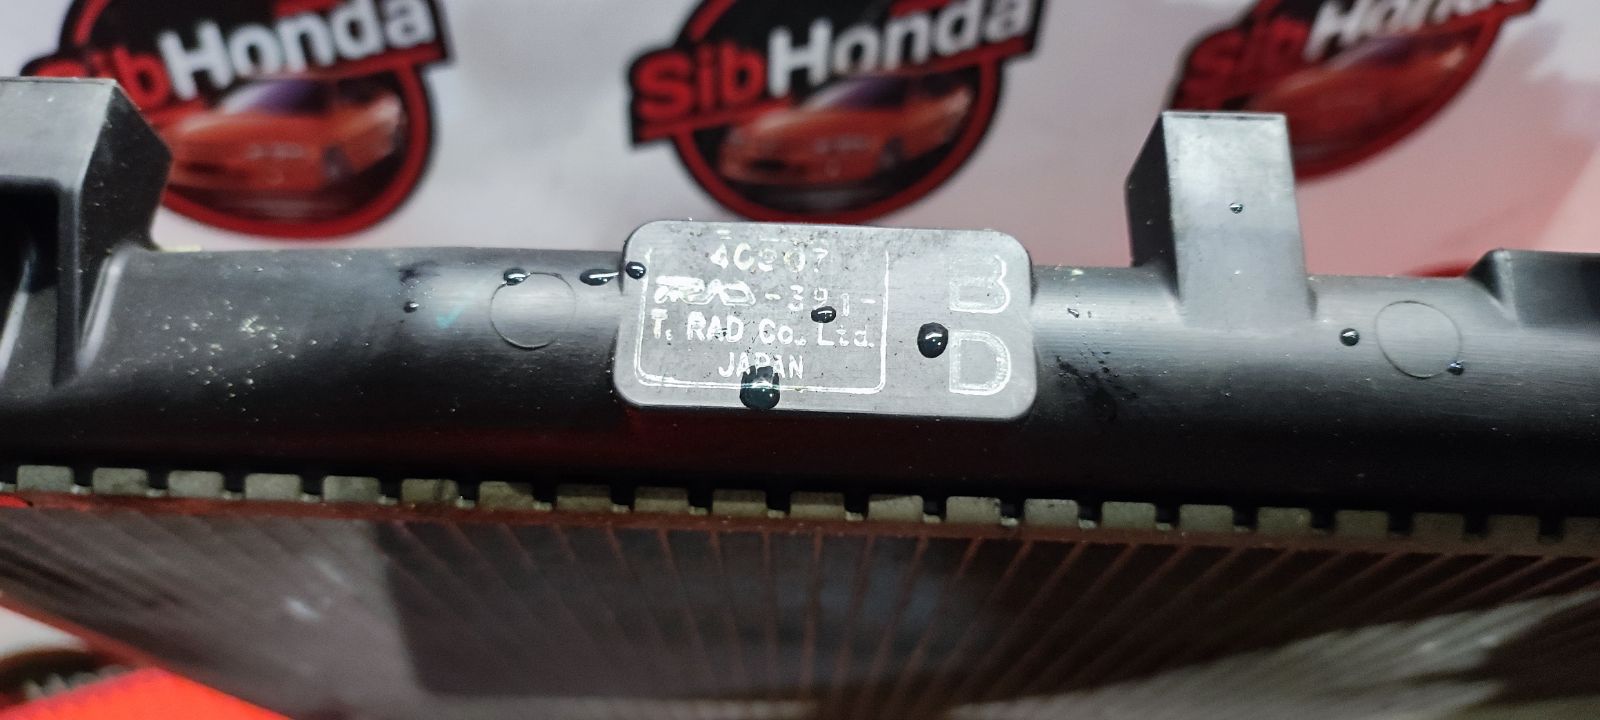 SibHonda
SibHonda
SibHonda
T. RAD Co., Ltd.
JAPAN
B
D